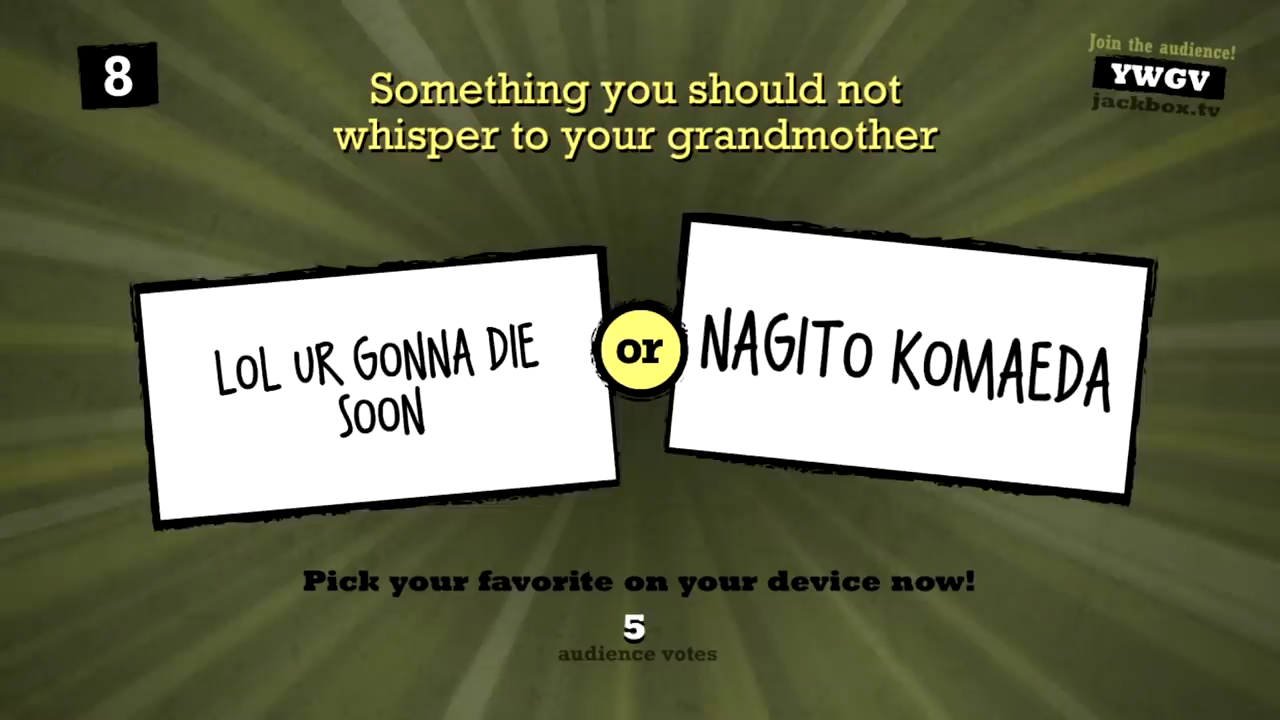 8
Something you should not
whisper to your grandmother
Join the audience!
YWGV
jackbox.tv
LOL UR GONNA DIE
SOON
or
NAGITO KOMAEDA
Pick your favorite on your device now!
5
audience votes